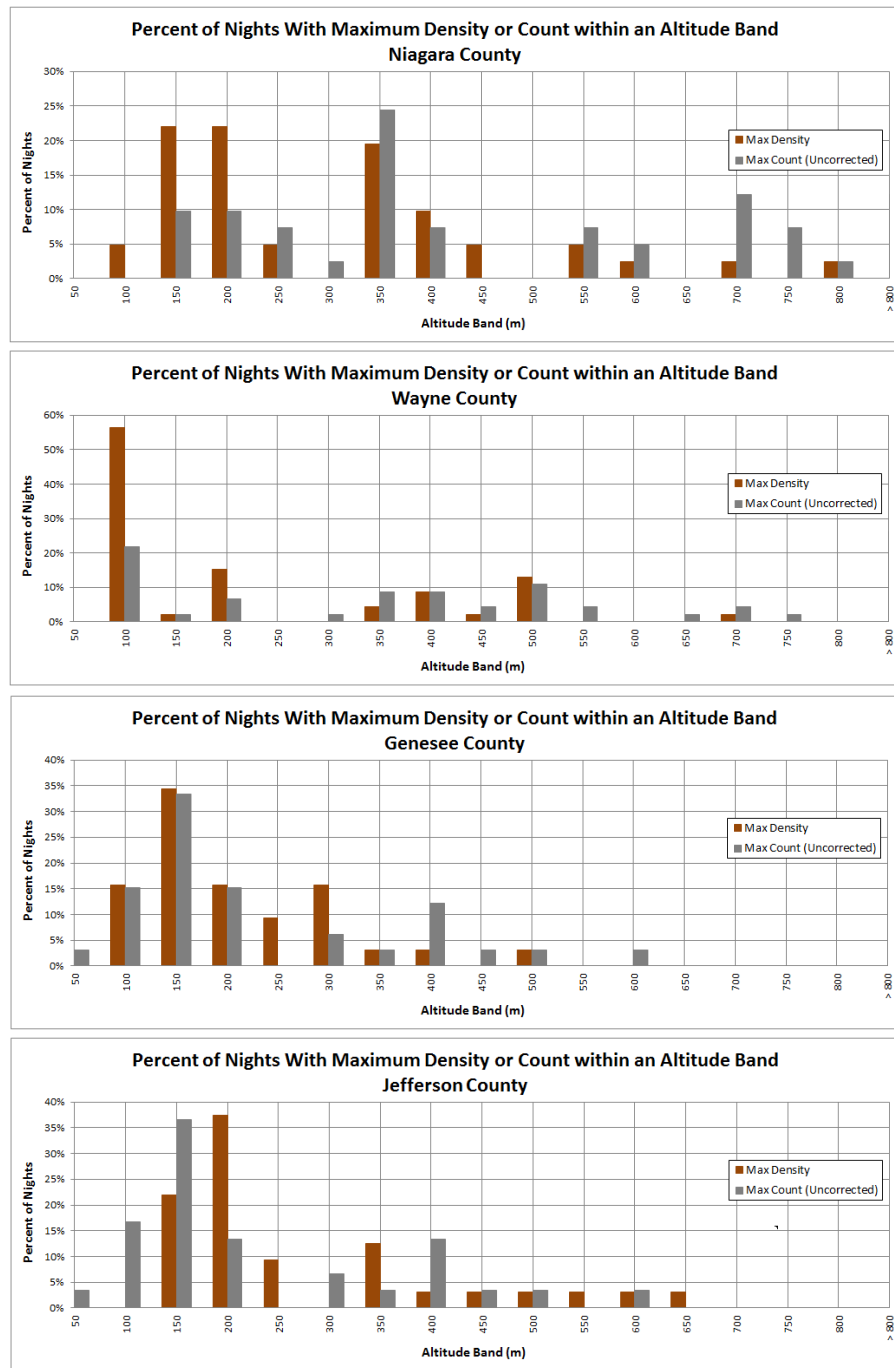 Percent of Nights With Maximum Density or Count within an Altitude Band
Niagara County
30%
25%
20%
15%
10%
5%
0%
Percent of Nights
Max Density
Max Count (Uncorrected)
50 100 150 200 250 300 350 400 450 500 550 600 650 700 750 800 > 800
Altitude Band (m)
Percent of Nights With Maximum Density or Count within an Altitude Band
Wayne County
60%
50%
40%
30%
20%
10%
0%
Percent of Nights
Max Density
Max Count (Uncorrected)
50 100 150 200 250 300 350 400 450 500 550 600 650 700 750 800 > 800
Altitude Band (m)
Percent of Nights With Maximum Density or Count within an Altitude Band
Genesee County
40%
35%
30%
25%
20%
15%
10%
5%
0%
Percent of Nights
Max Density
Max Count (Uncorrected)
50 100 150 200 250 300 350 400 450 500 550 600 650 700 750 800 > 800
Altitude Band (m)
Percent of Nights With Maximum Density or Count within an Altitude Band
Jefferson County
40%
35%
30%
25%
20%
15%
10%
5%
0%
Percent of Nights
Max Density
Max Count (Uncorrected)
50 100 150 200 250 300 350 400 450 500 550 600 650 700 750 800 > 800
Altitude Band (m)